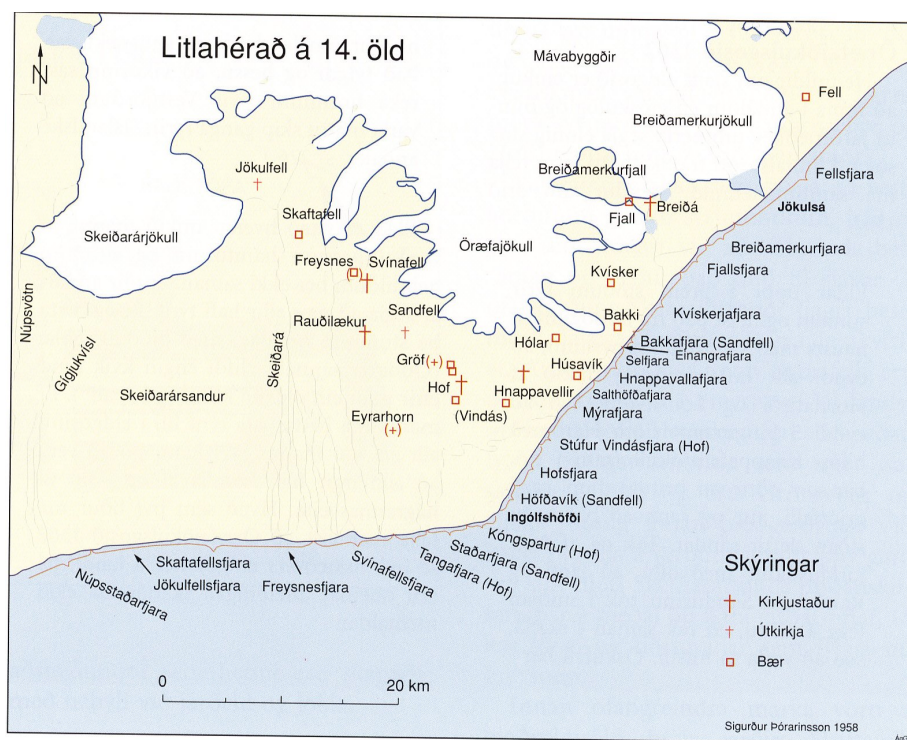 Litlahérað á 14. öld
N
Mávabyggðir
Fell
Breiðamerkurjökull
Jökulfell
Breiðamerkurfjall
Fellsfjara
Skaftafell
Fjall
Breiðá
Jökulsá
Skeiðarárjökull
Öræfajökull
Breiðamerkurfjara
Freysnes
Svínafell
Kvísker
Fjallsfjara
Núpsvötn
Sandfell
Kvískerjafjara
Rauðilækur
Bakki
Hólar
Bakkafjara (Sandfell)
Einangrafjara
Gígjukvísl
Skeiðará
Gröf (+)
Húsavík
Selfjara
Hnappavallafjara
Skeiðarársandur
Hof
Hnappavellir
Salthöfðafjara
Eyrarhorn
(+)
(Vindás)
Mýrafjara
Stúfur Vindásfjara (Hof)
Hofsfjara
Höfðavík (Sandfell)
Ingólfshöfði
Kóngspartur (Hof)
Staðarfjara (Sandfell)
Tangafjara (Hof)
Svínafellsfjara
Freysnesfjara
Skaftafellsfjara
Jökulfellsfjara
Núpsstaðarfjara
Skýringar
Kirkjustaður
Útkirkja
Bær
0
20 km
Sigurður Þórarinsson 1958